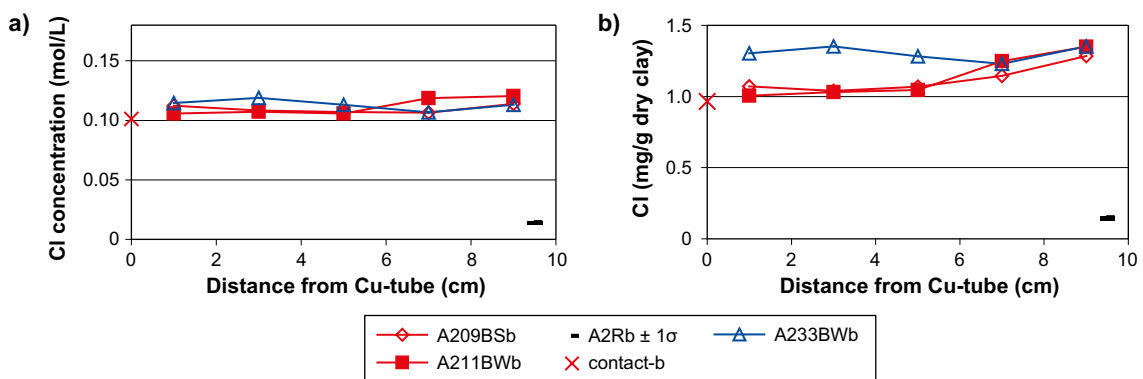 a)
Cl concentration (mol/L)
0.15
0.10
0.05
0
0 2 4 6 8 10
Distance from Cu-tube (cm)
b)
Cl (mg/g dry clay)
1.5
1.0
0.5
0
0 2 4 6 8 10
Distance from Cu-tube (cm)
A209BSb A2Rb ± 1σ A233BWb
A211BWb contact-b